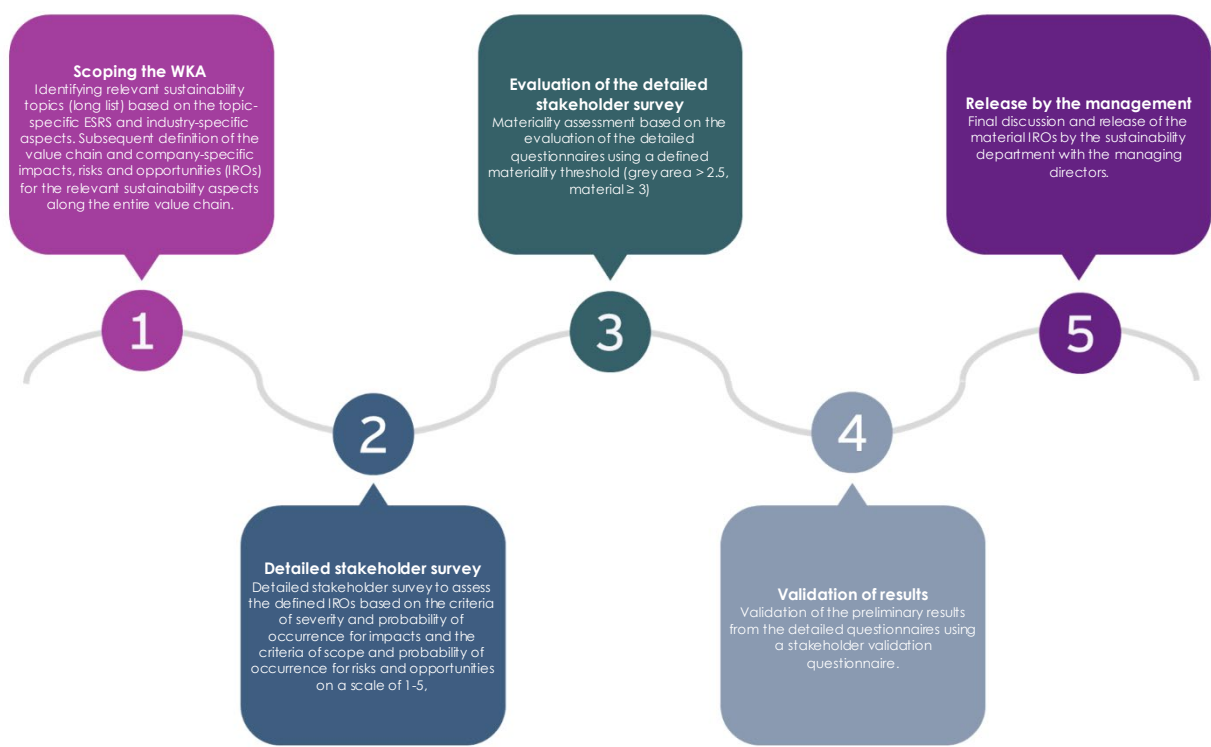 Scoping the WKA
Identifying relevant sustainability
topics (long list) based on the topic-
specific ESRS and industry-specific
aspects. Subsequent definition of the
value chain and company-specific
impacts, risks and opportunities (IROs)
for the relevant sustainability aspects
along the entire value chain.
1
Detailed stakeholder survey
Detailed stakeholder survey to assess
the defined IROs based on the criteria
of severity and probability of
occurrence for impacts and the
criteria of scope and probability of
occurrence for risks and opportunities
on a scale of 1-5,
2
Evaluation of the detailed
stakeholder survey
Materiality assessment based on the
evaluation of the detailed
questionnaires using a defined
materiality threshold (grey area > 2.5,
material ≥ 3)
3
Validation of results
Validation of the preliminary results
from the detailed questionnaires using
a stakeholder validation
questionnaire.
4
Release by the management
Final discussion and release of the
material IROs by the sustainability
department with the managing
directors.
5